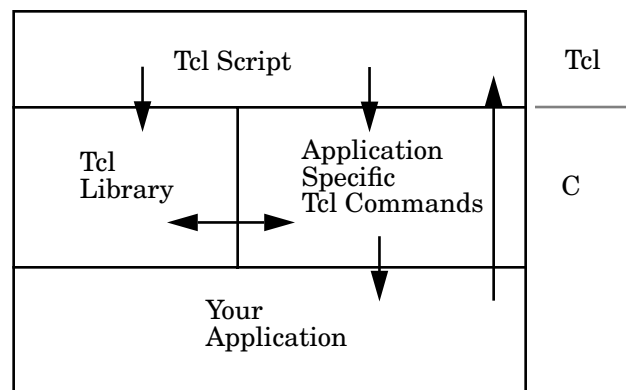 Tcl Script
Tcl
Tcl
Library
Application
Specific
Tcl Commands
C
Your
Application